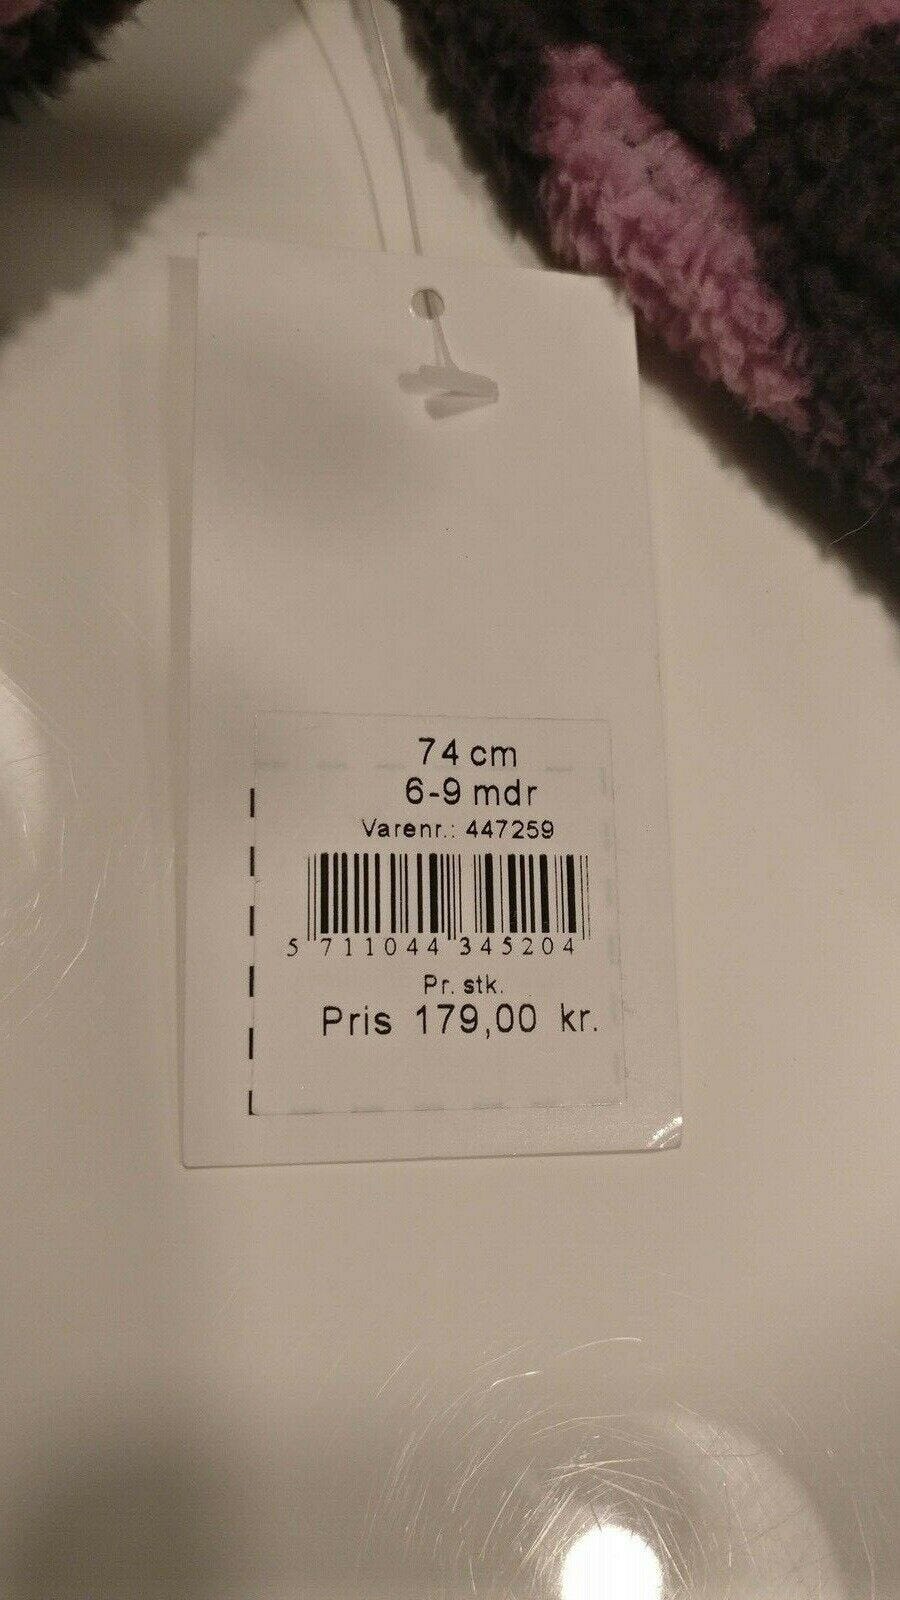 74 cm
6-9 mdr
Varenr.: 447259
5 711044 345204
Pr. stk.
Pris 179,00 kr.